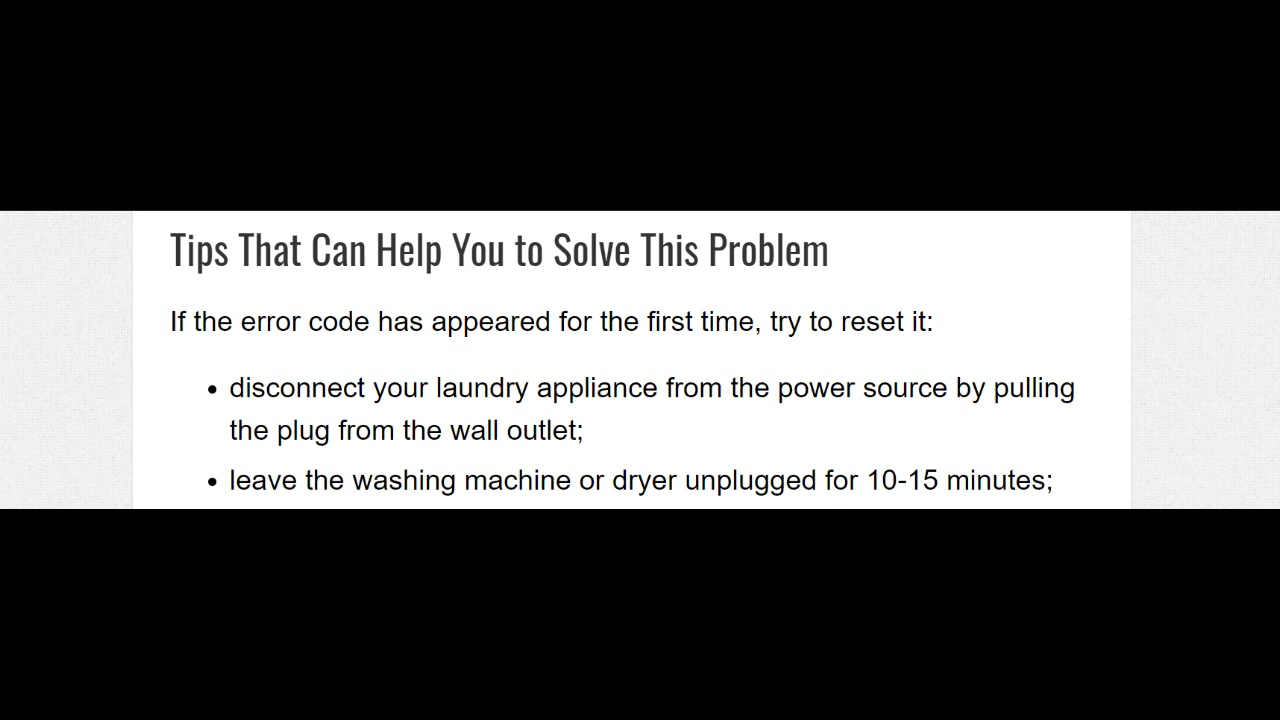 Tips That Can Help You to Solve This Problem
If the error code has appeared for the first time, try to reset it:
• disconnect your laundry appliance from the power source by pulling
the plug from the wall outlet;
• leave the washing machine or dryer unplugged for 10-15 minutes;